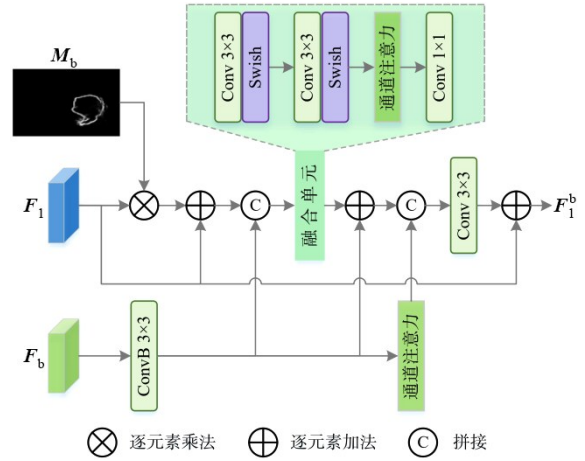 Conv 3×3
Swish
Conv 3×3
Swish
通道注意力
Conv 1×1
M_b
F_1
C
融合单元
C
Conv 3×3
F_1^b
F_b
ConvB 3×3
通道注意力
逐元素乘法
逐元素加法
C 拼接